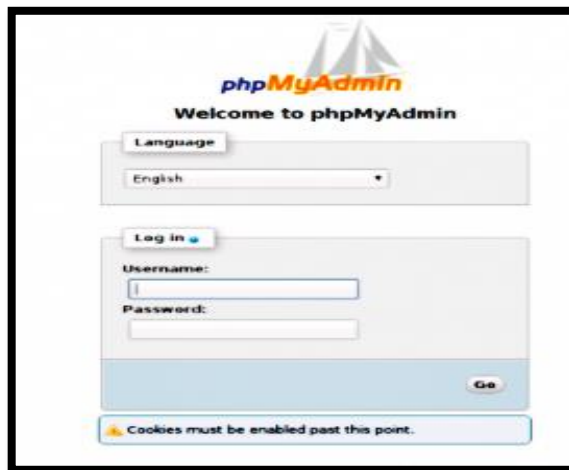 phpMyAdmin
Welcome to phpMyAdmin
Language
English
Log in
Username:
Password:
Go
Cookies must be enabled past this point.